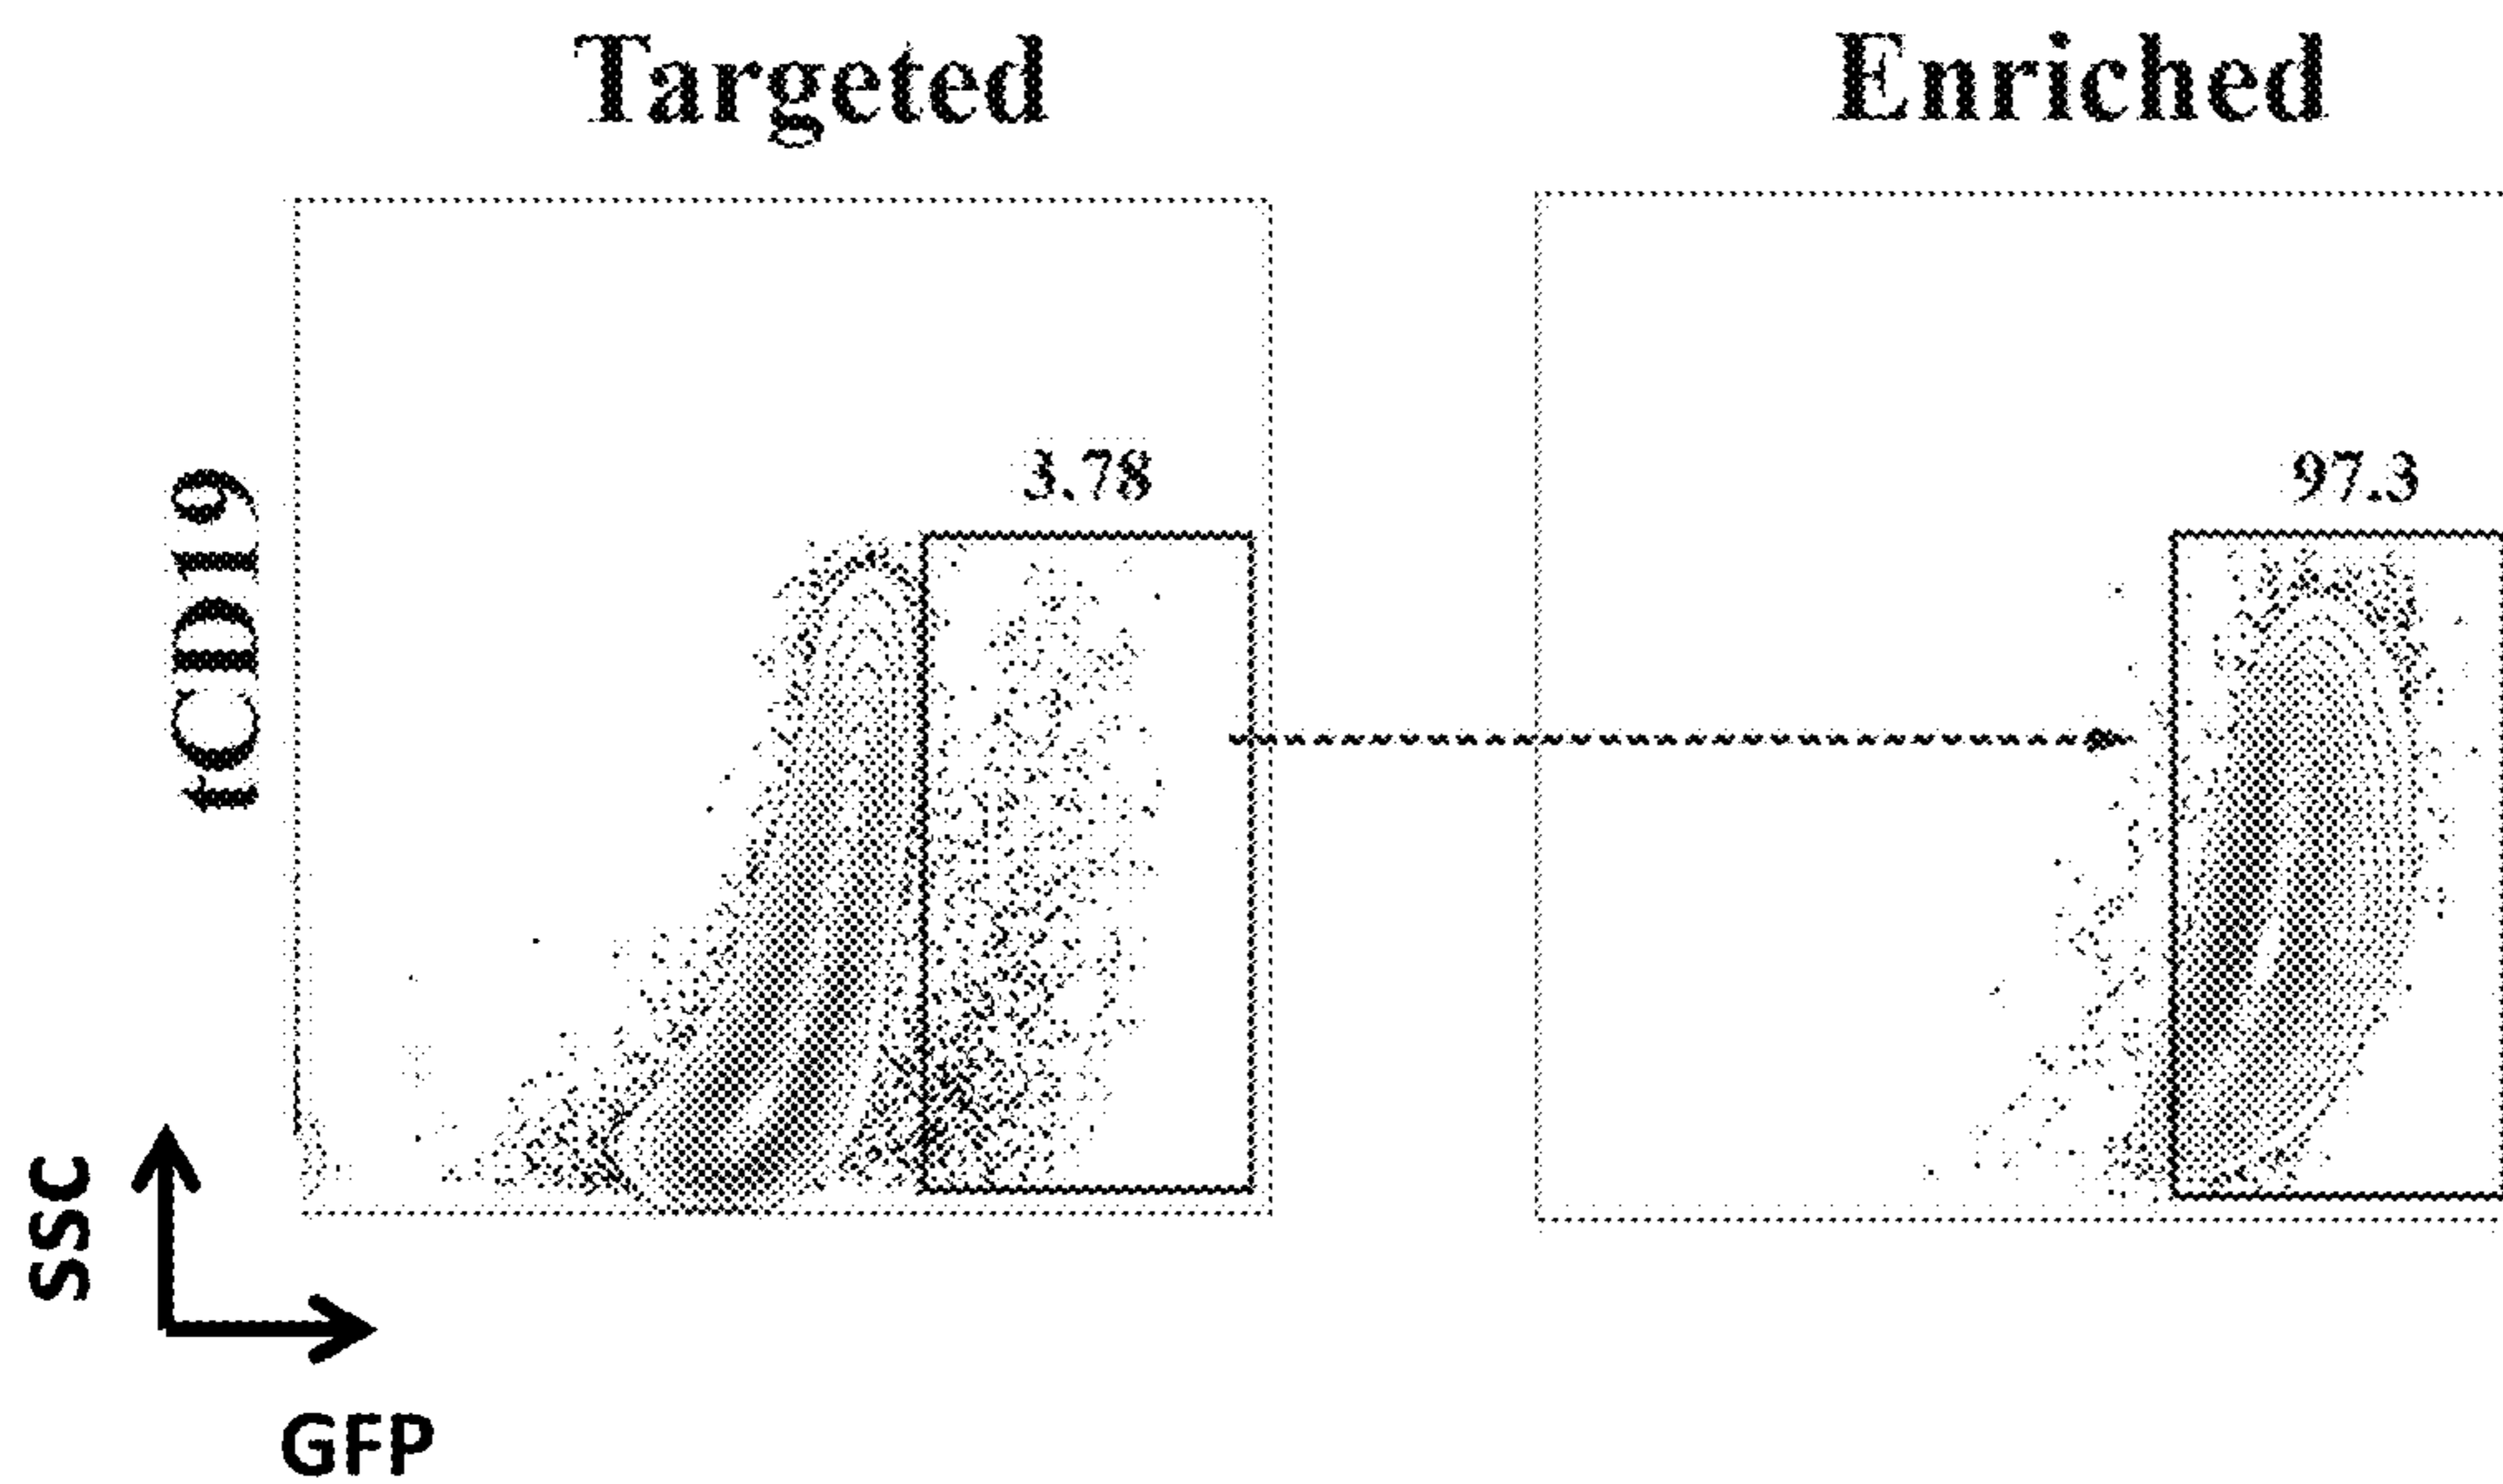 Targeted
Enriched
3.78
97.3
tCD19
SSC
GFP